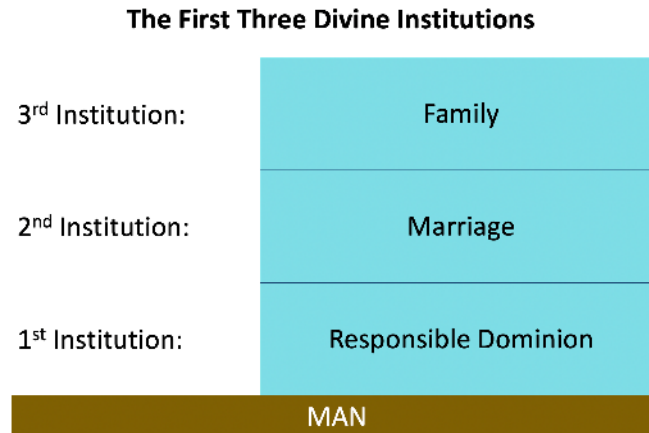 The First Three Divine Institutions
3rd Institution: Family
2nd Institution: Marriage
1st Institution: Responsible Dominion
MAN